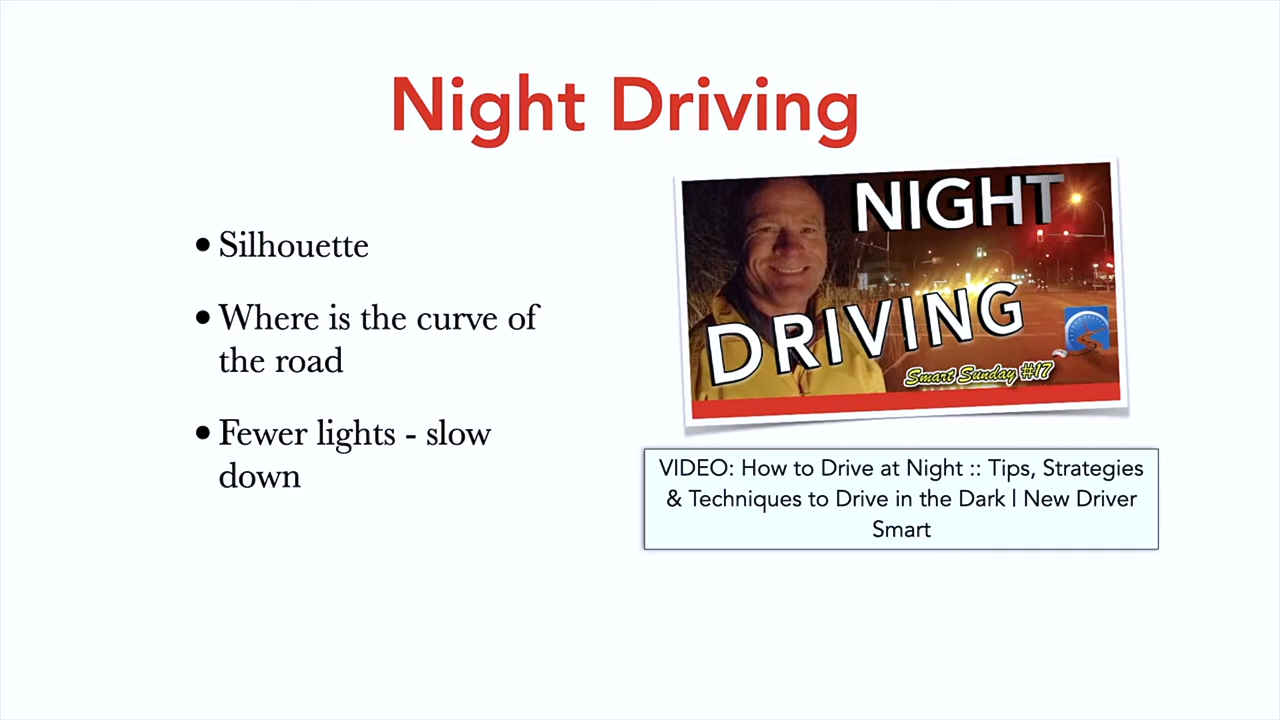 Night Driving
• Silhouette
• Where is the curve of
the road
• Fewer lights - slow
down
NIGHT
DRIVING
Smart Sunday #17
VIDEO: How to Drive at Night :: Tips, Strategies
& Techniques to Drive in the Dark | New Driver
Smart